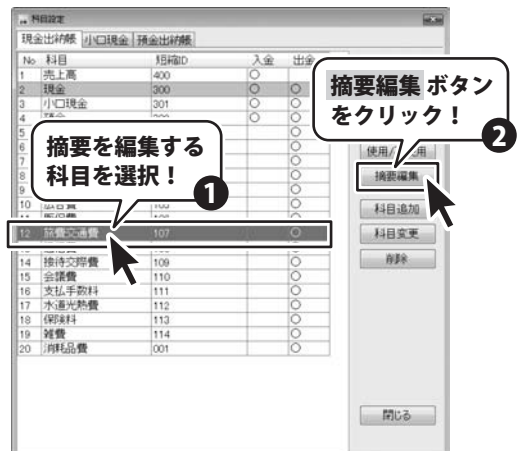 科目設定
現金出納帳 小口現金 預金出納帳
No 科目 短縮ID 入金 出金
1 売上高 400 ○
2 現金 300 ○ ○
3 小口現金 301 ○ ○
4 ○ ○
5
6
7
8
9
10
12 旅費交通費 107 ○
14 接待交際費 109 ○
15 会議費 110 ○
16 支払手数料 111 ○
17 水道光熱費 112 ○
18 保険料 113 ○
19 雑費 114 ○
20 消耗品費 001 ○
摘要を編集する
科目を選択！
1
摘要編集 ボタン
をクリック！
2
摘要編集
科目追加
科目変更
削除
閉じる